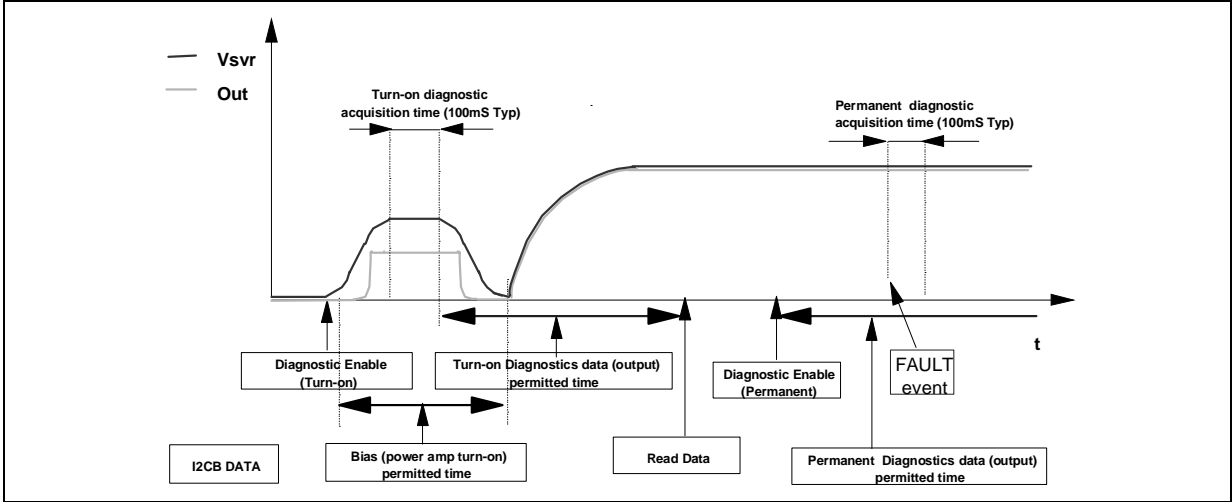 Vsvr
Out
Turn-on diagnostic
acquisition time (100mS Typ)
Permanent diagnostic
acquisition time (100mS Typ)
t
Diagnostic Enable
(Turn-on)
Turn-on Diagnostics data (output)
permitted time
Diagnostic Enable
(Permanent)
FAULT
event
I2CB DATA
Bias (power amp turn-on)
permitted time
Read Data
Permanent Diagnostics data (output)
permitted time